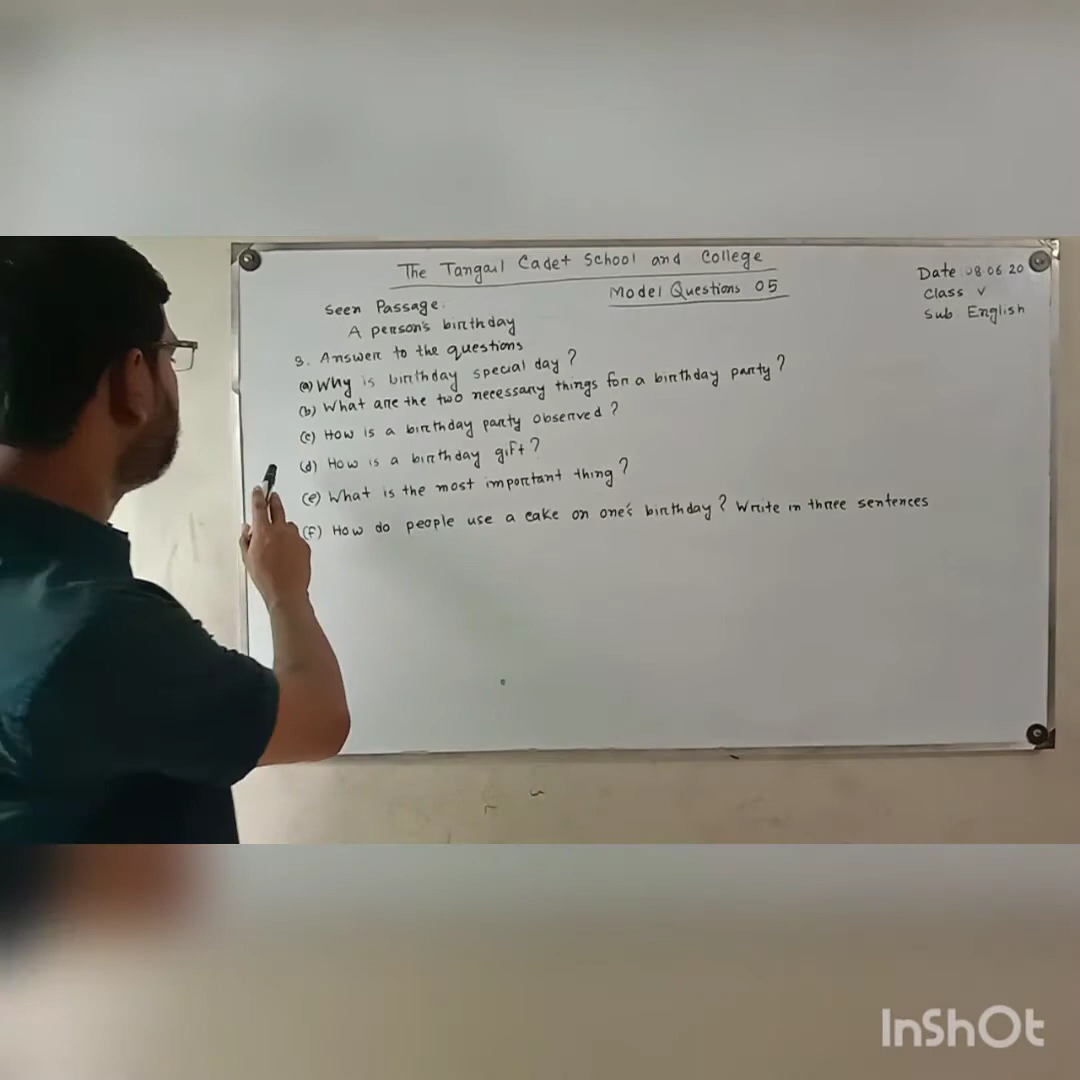 The Tangail Cadet School and College
Model Questions 05
Date 08 06 20
Class V
Sub English
Seen Passage.
A person's birthday
3. Answer to the questions
(a) Why is birthday special day?
(b) What are the two necessary things for a birthday party?
(c) How is a birthday party observed?
(d) How is a birthday gift?
(e) What is the most important thing?
(f) How do people use a cake on one's birthday? Write in three sentences
InShOt